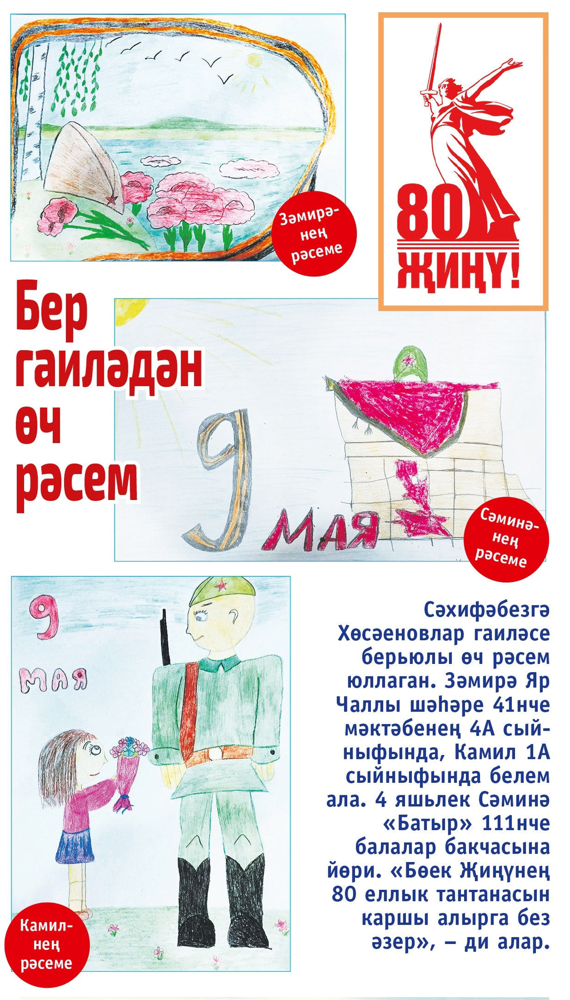 Зәмирә-
нең
рәсеме
80
ҖИҢҮ!
Бер
гаиләдән
өч
рәсем
9 МАЯ
Сәминә-
нең
рәсеме
9
МАЯ
Камил-
нең
рәсеме
Сәхифәбезгә
Хөсәеновлар гаиләсе
берьюлы өч рәсем
юллаган. Зәмирә Яр
Чаллы шәһәре 41нче
мәктәбенең 4А сый-
ныфында, Камил 1А
сыйныфында белем
ала. 4 яшьлек Сәминә
«Батыр» 111нче
балалар бакчасына
йөри. «Бөек Җиңүнең
80 еллык тантанасын
каршы алырга без
әзер», – ди алар.